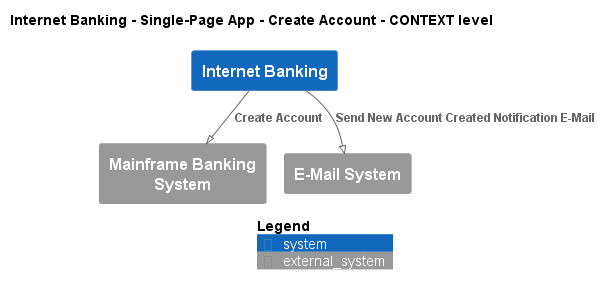 Internet Banking - Single-Page App - Create Account - CONTEXT level
Internet Banking
Create Account
Send New Account Created Notification E-Mail
Mainframe Banking
System
E-Mail System
Legend
system
external_system